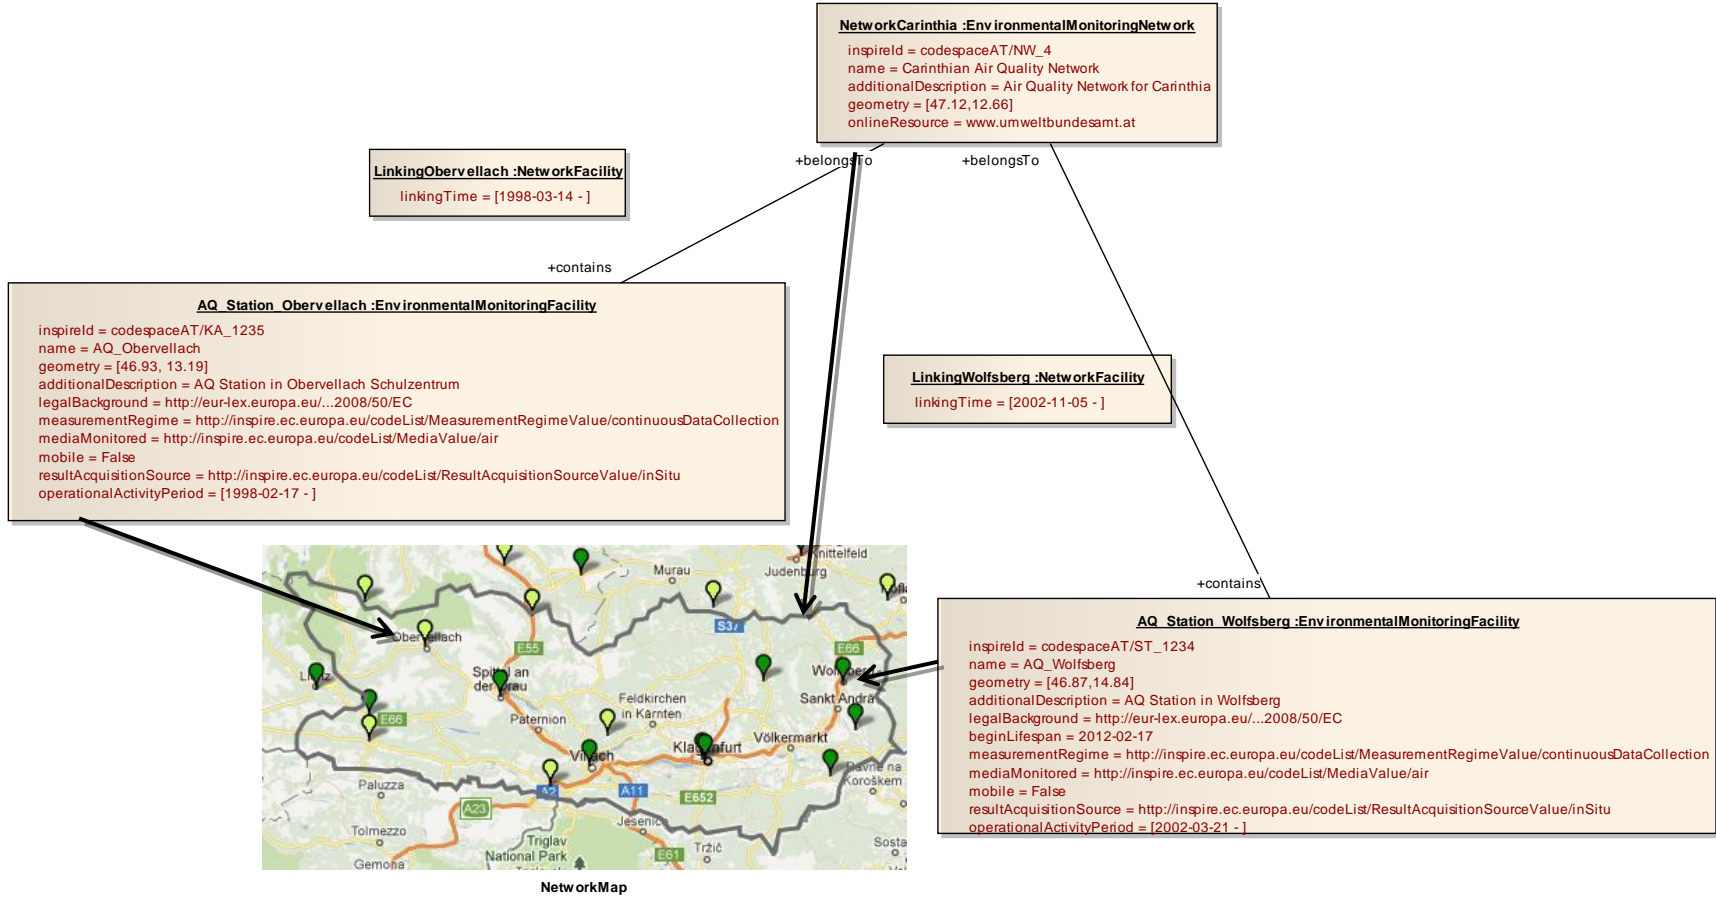 NetworkCarinthia :EnvironmentalMonitoringNetwork
inspireId = codespaceAT/NW_4
name = Carinthian Air Quality Network
additionalDescription = Air Quality Network for Carinthia
geometry = [47.12,12.66]
onlineResource = www.umweltbundesamt.at
+belongsTo
+belongsTo
LinkingObervellach :NetworkFacility
linkingTime = [1998-03-14 - ]
+contains
AQ_Station_Obervellach :EnvironmentalMonitoringFacility
inspireId = codespaceAT/KA_1235
name = AQ_Obervellach
geometry = [46.93, 13.19]
additionalDescription = AQ Station in Obervellach Schulzentrum
legalBackground = http://eur-lex.europa.eu/...2008/50/EC
measurementRegime = http://inspire.ec.europa.eu/codeList/MeasurementRegimeValue/continuousDataCollection
mediaMonitored = http://inspire.ec.europa.eu/codeList/MediaValue/air
mobile = False
resultAcquisitionSource = http://inspire.ec.europa.eu/codeList/ResultAcquisitionSourceValue/inSitu
operationalActivityPeriod = [1998-02-17 - ]
LinkingWolfsberg :NetworkFacility
linkingTime = [2002-11-05 - ]
+contains
AQ_Station_Wolfsberg :EnvironmentalMonitoringFacility
inspireId = codespaceAT/ST_1234
name = AQ_Wolfsberg
geometry = [46.87,14.84]
additionalDescription = AQ Station in Wolfsberg
legalBackground = http://eur-lex.europa.eu/...2008/50/EC
beginLifespan = 2012-02-17
measurementRegime = http://inspire.ec.europa.eu/codeList/MeasurementRegimeValue/continuousDataCollection
mediaMonitored = http://inspire.ec.europa.eu/codeList/MediaValue/air
mobile = False
resultAcquisitionSource = http://inspire.ec.europa.eu/codeList/ResultAcquisitionSourceValue/inSitu
operationalActivityPeriod = [2002-03-21 - ]
Knittelfeld
Murau
Judenburg
S37
Obervellach
E55
E66
Wolfsberg
Spittal an
der Drau
Lienz
Sankt Andrä
Feldkirchen
in Kärnten
E66
Paternion
Völkermarkt
Klagenfurt
Villach
Ravne na
Koroškem
Paluzza
A2
A11
E652
A23
Jesenice
Tolmezzo
Triglav
National Park
Tržič
E61
Gemona
NetworkMap